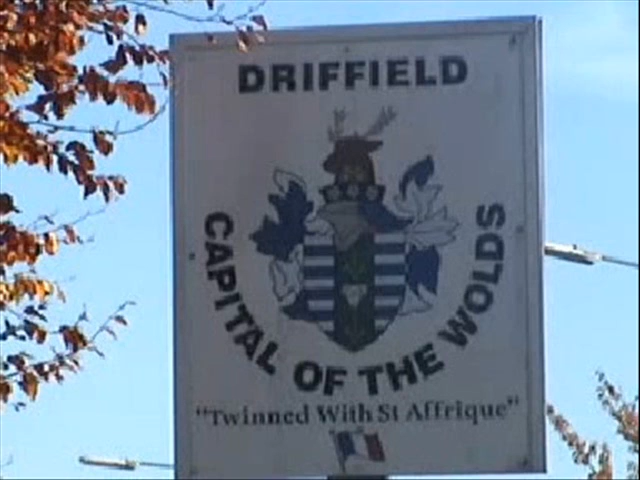 DRIFFIELD
CAPITAL OF THE WOLDS
"Twinned With St Affrique"